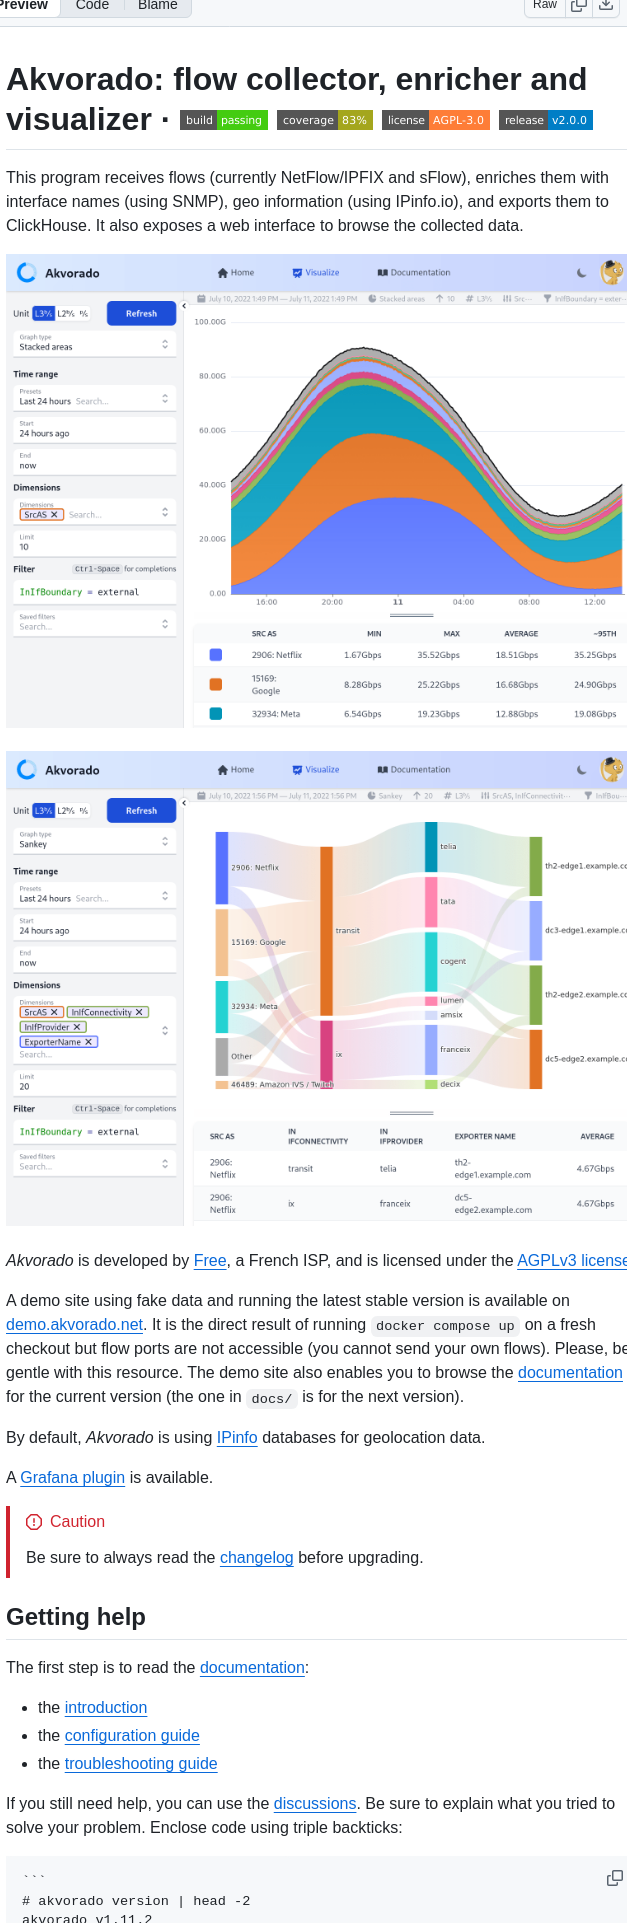 Preview Code Blame Raw
Akvorado: flow collector, enricher and
visualizer · build passing coverage 83% license AGPL-3.0 release v2.0.0
This program receives flows (currently NetFlow/IPFIX and sFlow), enriches them with
interface names (using SNMP), geo information (using IPinfo.io), and exports them to
ClickHouse. It also exposes a web interface to browse the collected data.
Akvorado Home Visualize Documentation
July 10, 2022 1:49 PM — July 11, 2022 1:49 PM Stacked areas 10 L3⅟ₛ Src··· InIfBoundary = exter···
Unit L3⅟ₛ L2⅟ₛ Refresh
Graph type
Stacked areas
Time range
Presets
Last 24 hours Search...
Start
24 hours ago
End
now
Dimensions
Dimensions
SrcAS ✕ Search...
Limit
10
Filter Ctrl-Space for completions
InIfBoundary = external
Saved filters
Search...
100.00G
80.00G
60.00G
40.00G
20.00G
0.00
16:00 20:00 11 04:00 08:00 12:00
SRC AS MIN MAX AVERAGE ~95TH
2906: Netflix 1.67Gbps 35.52Gbps 18.51Gbps 35.25Gbps
15169:
Google 8.28Gbps 25.22Gbps 16.68Gbps 24.90Gbps
32934: Meta 6.54Gbps 19.23Gbps 12.88Gbps 19.08Gbps
Akvorado Home Visualize Documentation
July 10, 2022 1:56 PM — July 11, 2022 1:56 PM Sankey 20 L3⅟ₛ SrcAS, InIfConnectivit··· InIfBou···
Unit L3⅟ₛ L2⅟ₛ Refresh
Graph type
Sankey
Time range
Presets
Last 24 hours Search...
Start
24 hours ago
End
now
Dimensions
Dimensions
SrcAS ✕ InIfConnectivity ✕
InIfProvider ✕
ExporterName ✕
Search...
Limit
20
Filter Ctrl-Space for completions
InIfBoundary = external
Saved filters
Search...
2906: Netflix
15169: Google
32934: Meta
Other
46489: Amazon IVS / Twitch
transit
ix
telia
tata
cogent
lumen
amsix
franceix
decix
th2-edge1.example.co
dc3-edge1.example.co
th2-edge2.example.co
dc5-edge2.example.co
SRC AS IN IFCONNECTIVITY IN IFPROVIDER EXPORTER NAME AVERAGE
2906: Netflix transit telia th2-edge1.example.com 4.67Gbps
2906: Netflix ix franceix dc5-edge2.example.com 4.67Gbps
Akvorado is developed by Free, a French ISP, and is licensed under the AGPLv3 license
A demo site using fake data and running the latest stable version is available on
demo.akvorado.net. It is the direct result of running docker compose up on a fresh
checkout but flow ports are not accessible (you cannot send your own flows). Please, be
gentle with this resource. The demo site also enables you to browse the documentation
for the current version (the one in docs/ is for the next version).
By default, Akvorado is using IPinfo databases for geolocation data.
A Grafana plugin is available.
Caution
Be sure to always read the changelog before upgrading.
Getting help
The first step is to read the documentation:
• the introduction
• the configuration guide
• the troubleshooting guide
If you still need help, you can use the discussions. Be sure to explain what you tried to
solve your problem. Enclose code using triple backticks:
```
# akvorado version | head -2
akvorado v1.11.2